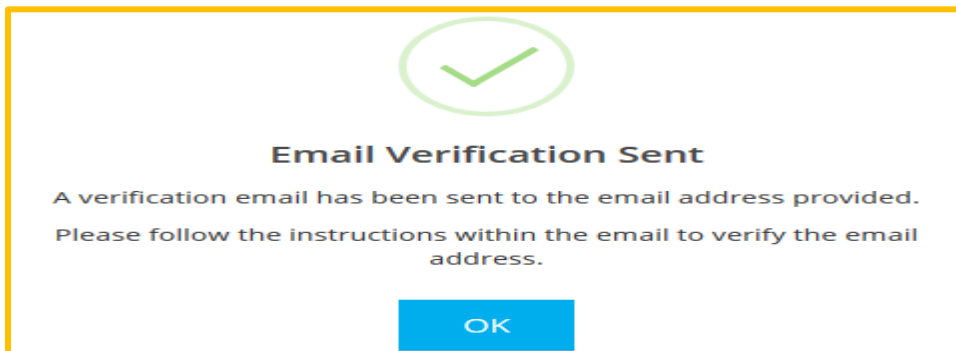 Email Verification Sent
A verification email has been sent to the email address provided.
Please follow the instructions within the email to verify the email
address.
OK